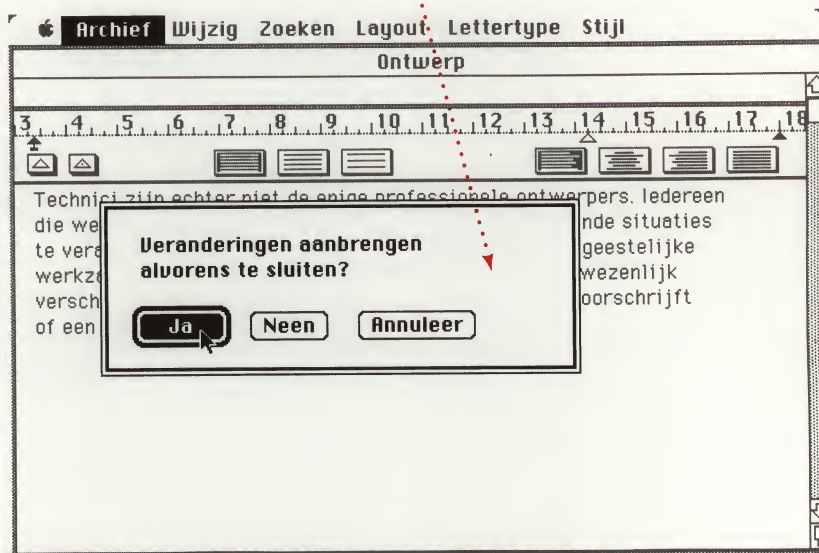 Archief Wijzig Zoeken Layout Lettertype Stijl
Ontwerp
3 4 5 6 7 8 9 10 11 12 13 14 15 16 17 18
Technici zijn echter niet de enige professionele ontwerpers. Iedereen
die we nde situaties
te vera geestelijke
werkza wezenlijk
versch oorschrift
of een
Veranderingen aanbrengen
alvorens te sluiten?
Ja Neen Annuleer